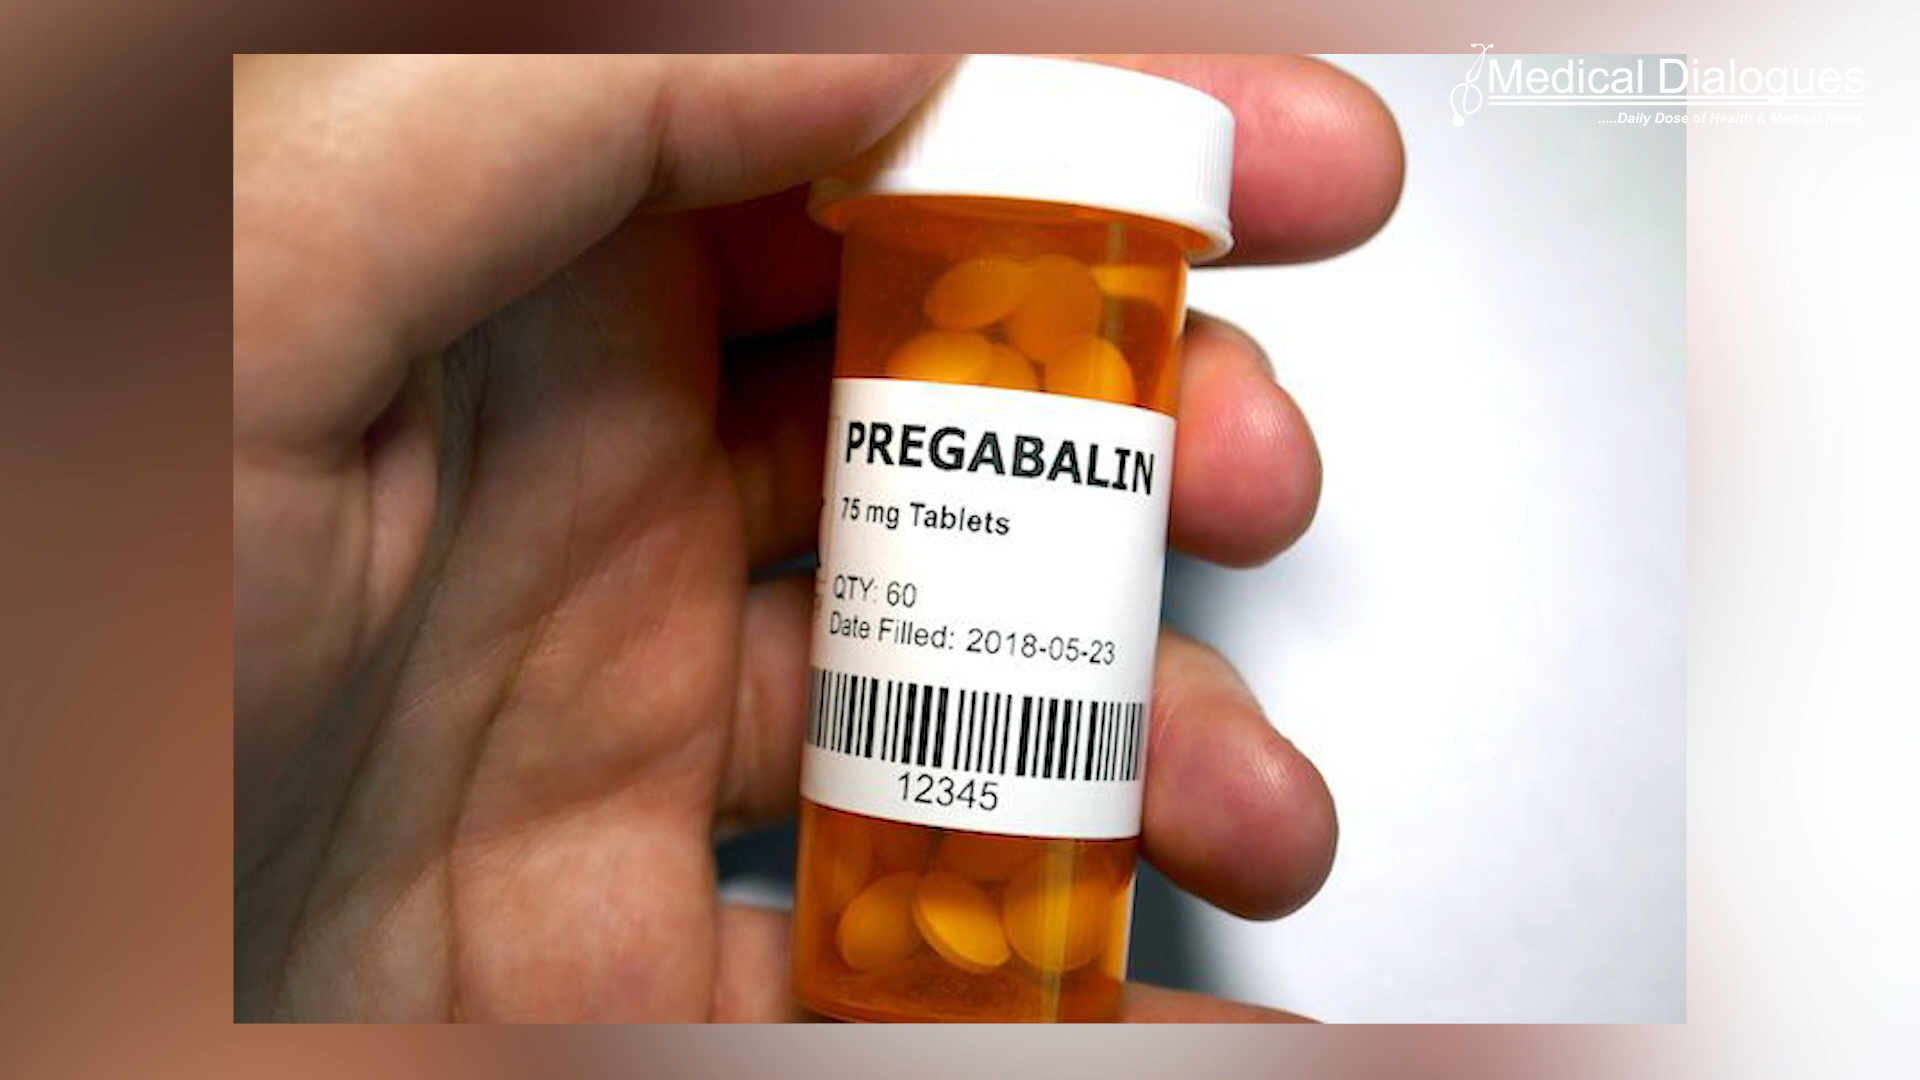 Medical Dialogues
.....Daily Dose of Health & Medical News
PREGABALIN
75 mg Tablets
QTY: 60
Date Filled: 2018-05-23
12345